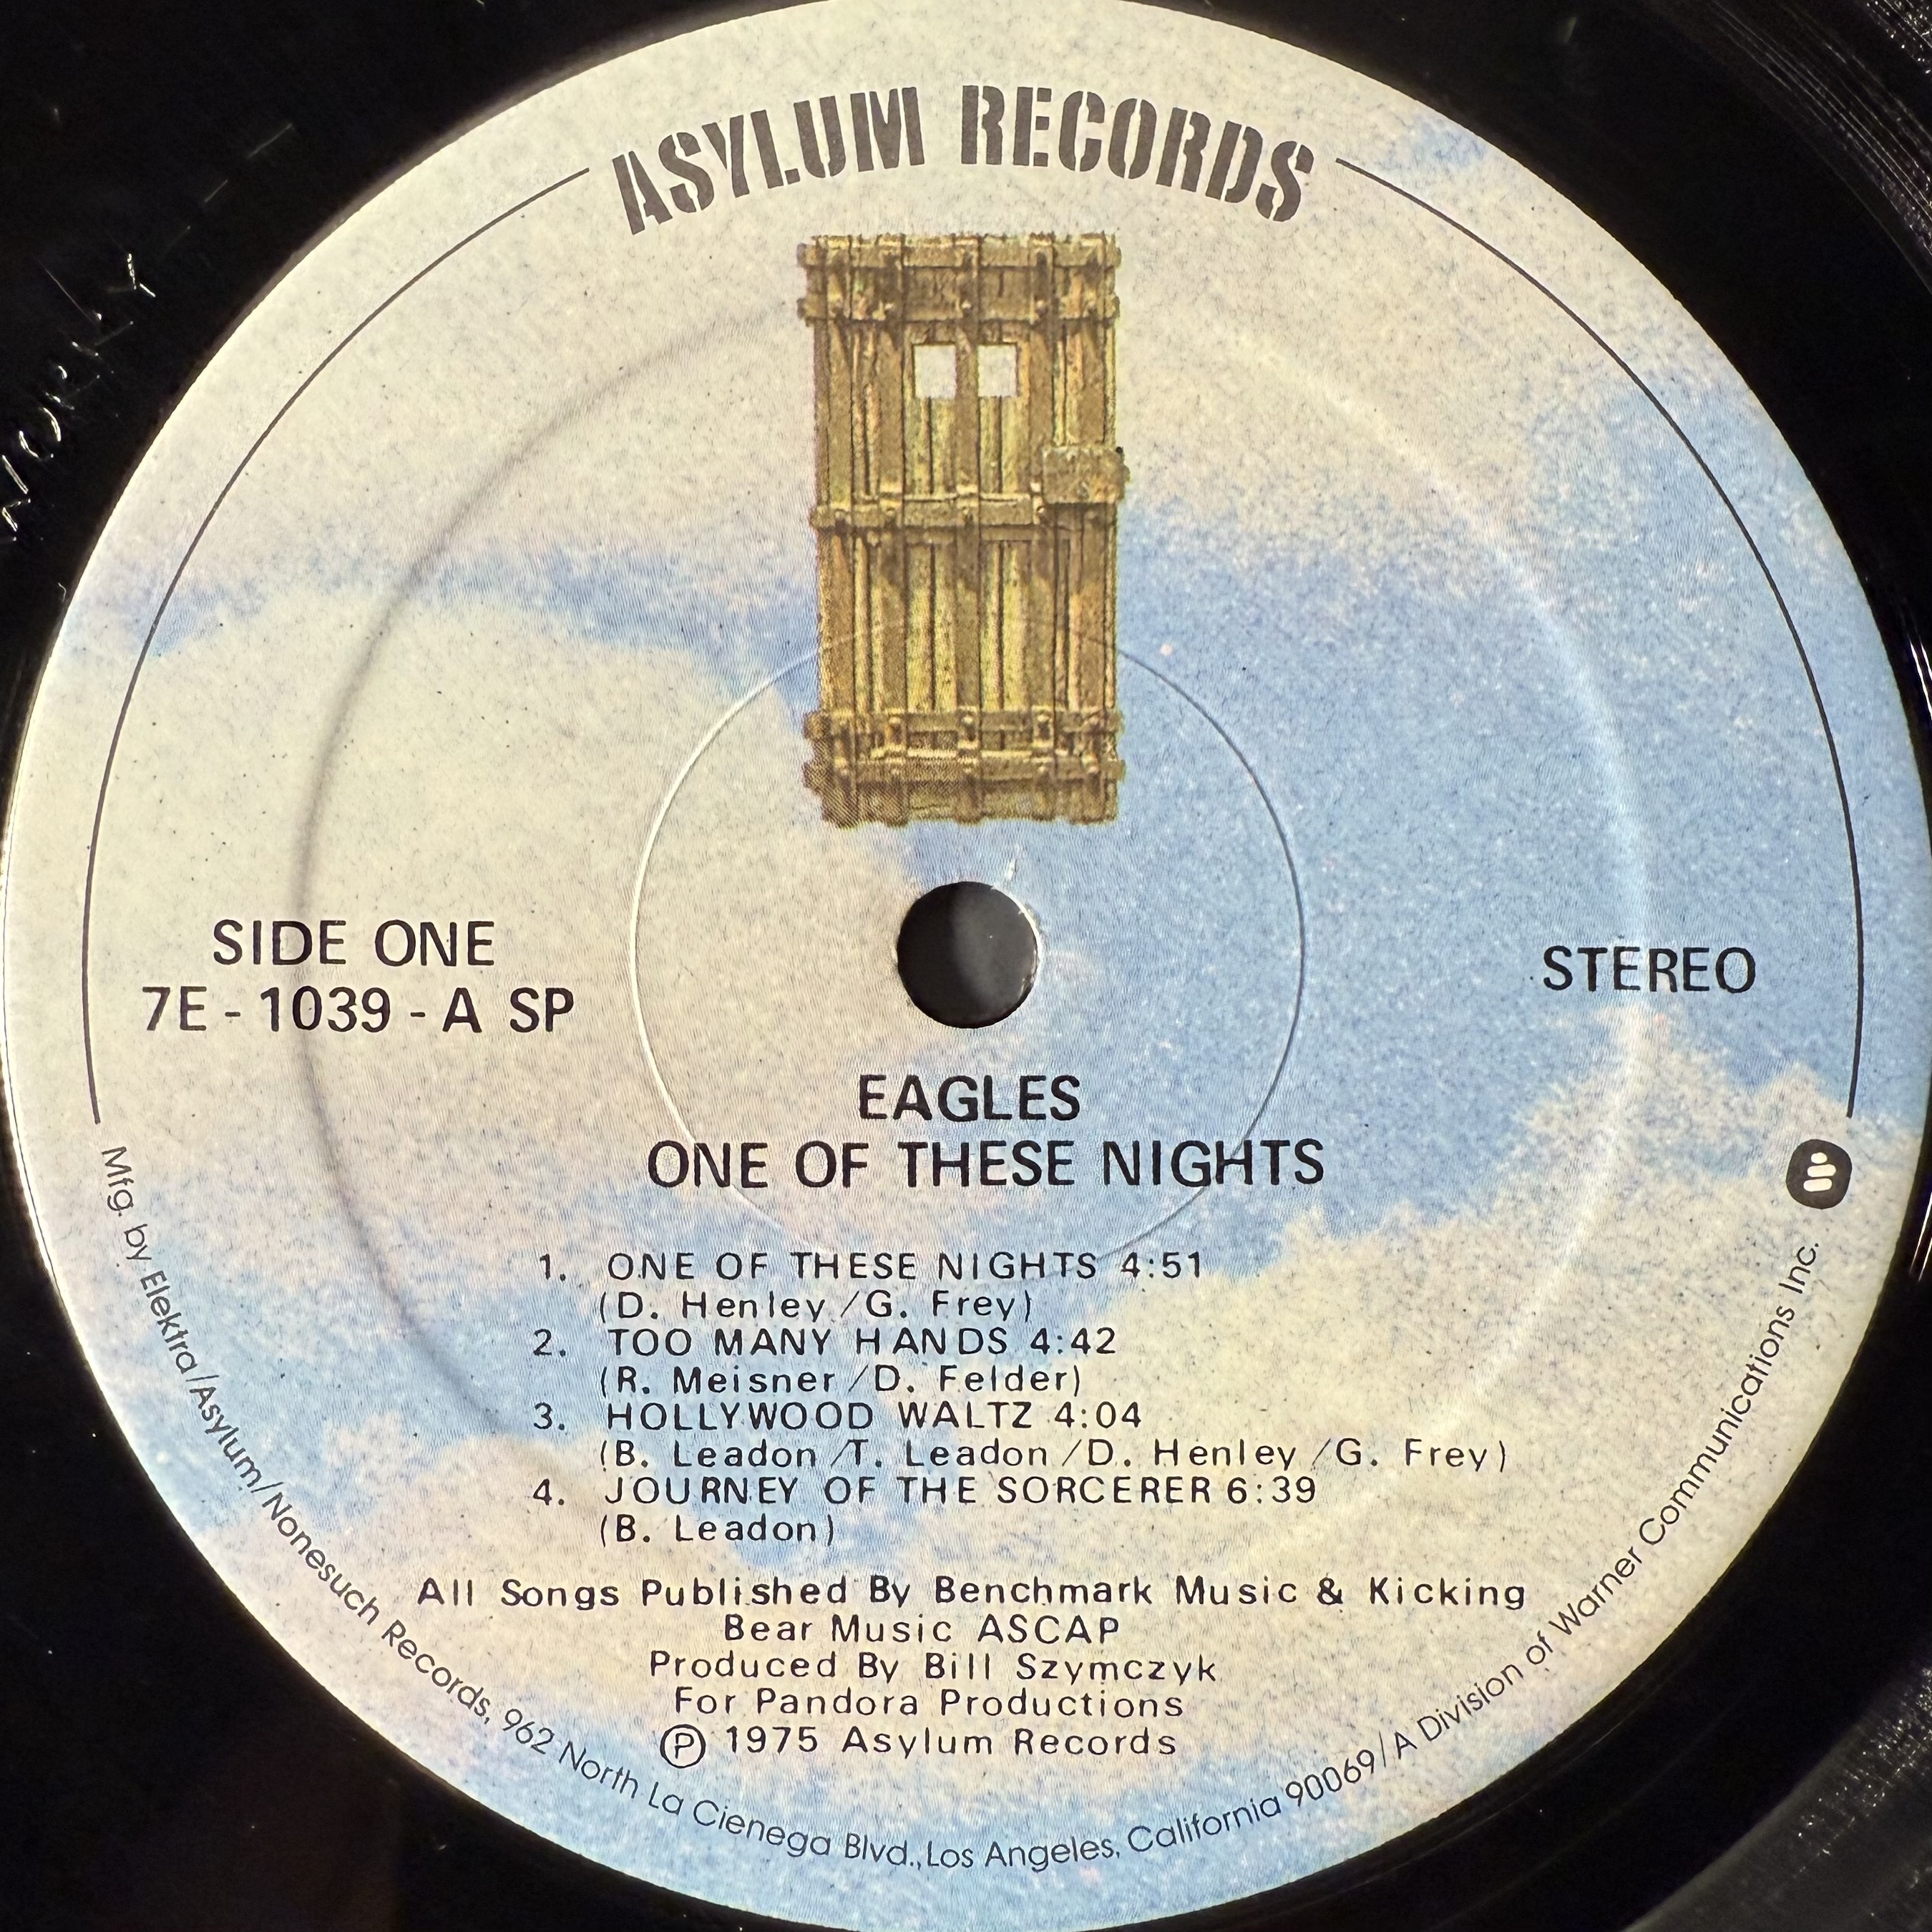 ASYLUM RECORDS
SIDE ONE
7E - 1039 - A SP
STEREO
EAGLES
ONE OF THESE NIGHTS
1. ONE OF THESE NIGHTS 4:51
(D. Henley/G. Frey)
2. TOO MANY HANDS 4:42
(R. Meisner/D. Felder)
3. HOLLYWOOD WALTZ 4:04
(B. Leadon/T. Leadon/D. Henley/G. Frey)
4. JOURNEY OF THE SORCERER 6:39
(B. Leadon)
All Songs Published By Benchmark Music & Kicking
Bear Music ASCAP
Produced By Bill Szymczyk
For Pandora Productions
℗ 1975 Asylum Records
Mfg. by Elektra/Asylum/Nonesuch Records, 962 North La Cienega Blvd., Los Angeles, California 90069/A Division of Warner Communications Inc.